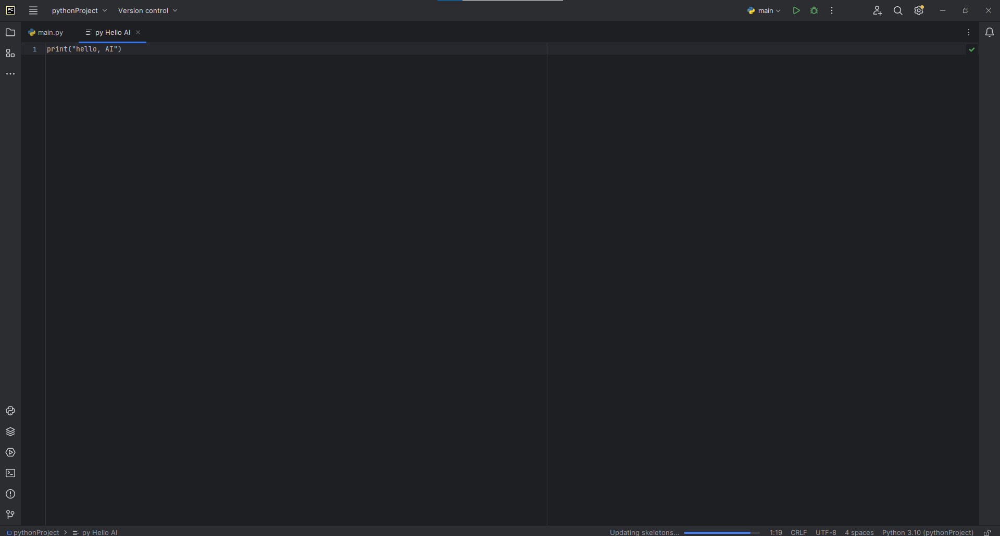 PC pythonProject Version control main
main.py py Hello AI
1 print("hello, AI")
pythonProject py Hello AI Updating skeletons... 1:19 CRLF UTF-8 4 spaces Python 3.10 (pythonProject)